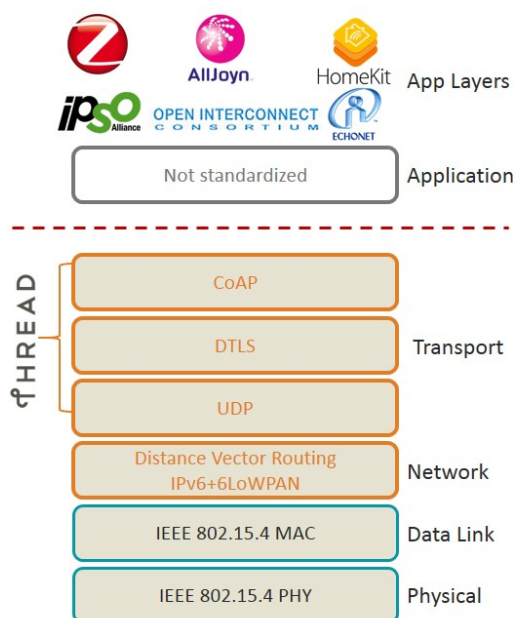 Z
AllJoyn
HomeKit
App Layers
ipso
Alliance
OPEN INTERCONNECT
CONSORTIUM
ECHONET
Not standardized
Application
THREAD
CoAP
DTLS
Transport
UDP
Distance Vector Routing
IPv6+6LoWPAN
Network
IEEE 802.15.4 MAC
Data Link
IEEE 802.15.4 PHY
Physical